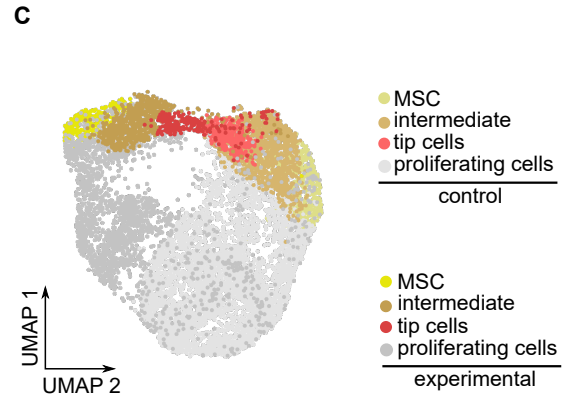 C
MSC
intermediate
tip cells
proliferating cells
control
MSC
intermediate
tip cells
proliferating cells
experimental
UMAP 1
UMAP 2